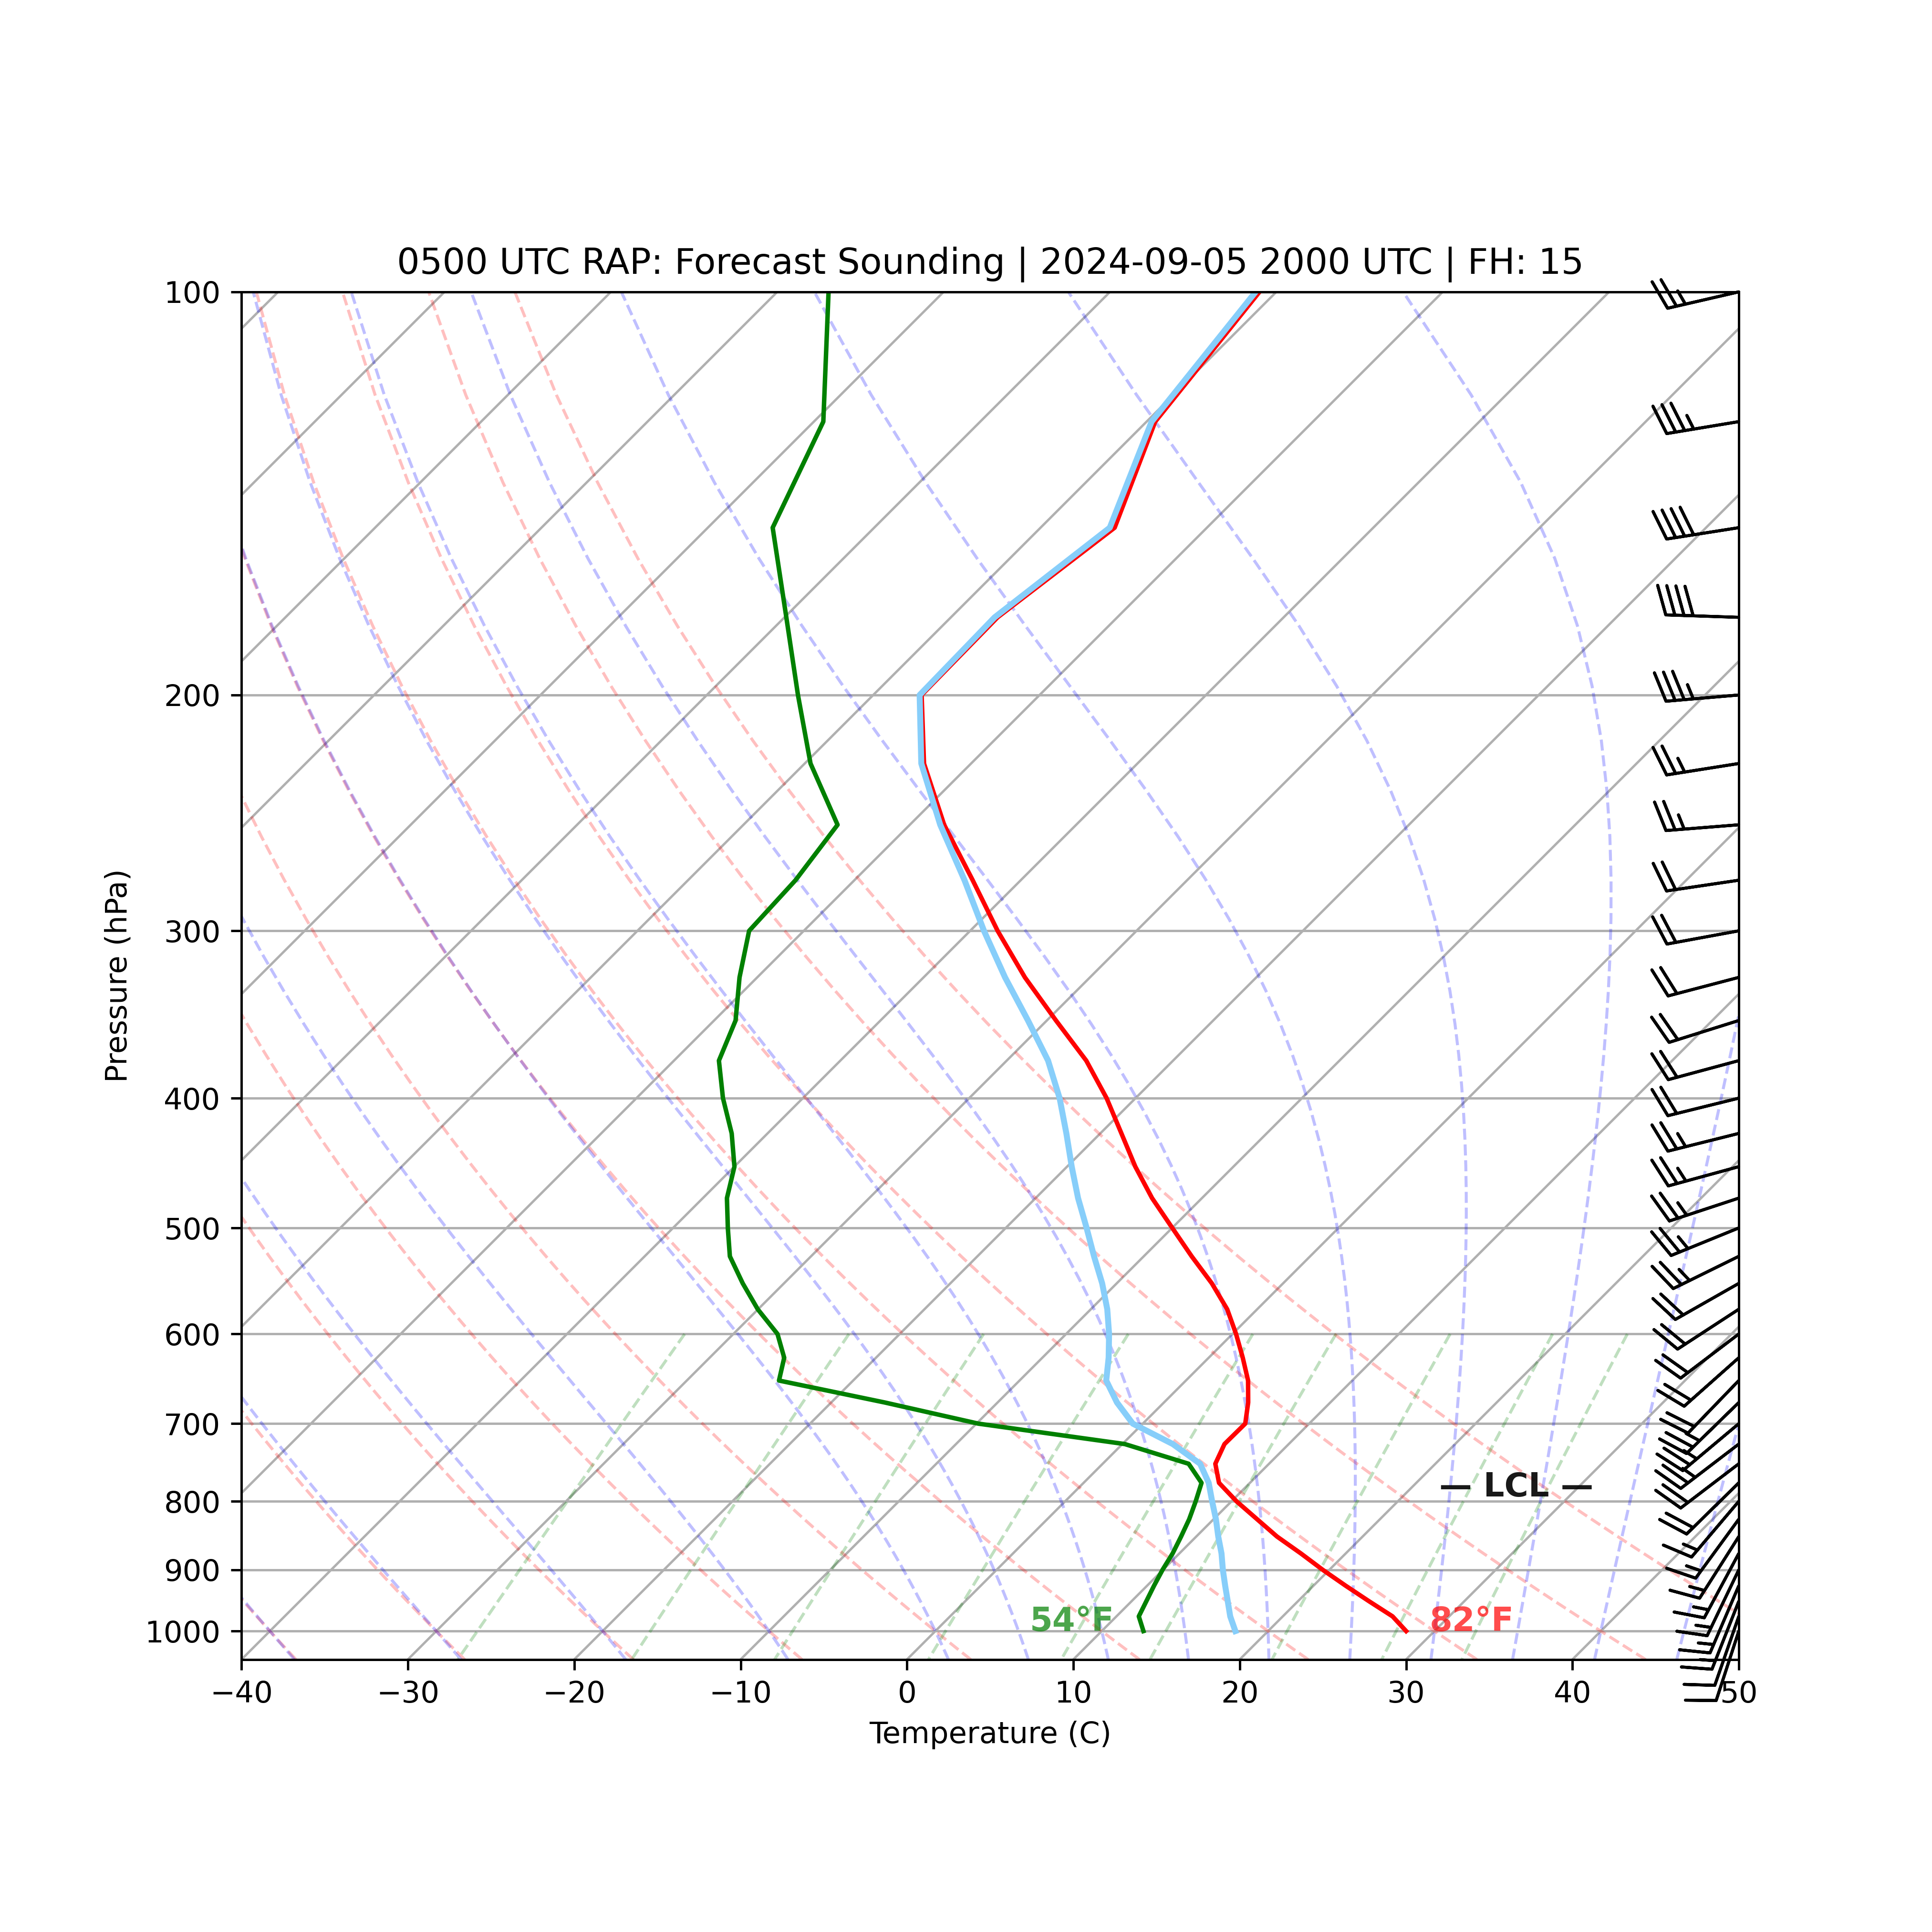 0500 UTC RAP: Forecast Sounding | 2024-09-05 2000 UTC | FH: 15
100
200
300
400
500
600
700
800
900
1000
Pressure (hPa)
— LCL —
54°F
82°F
−40 −30 −20 −10 0 10 20 30 40 50
Temperature (C)